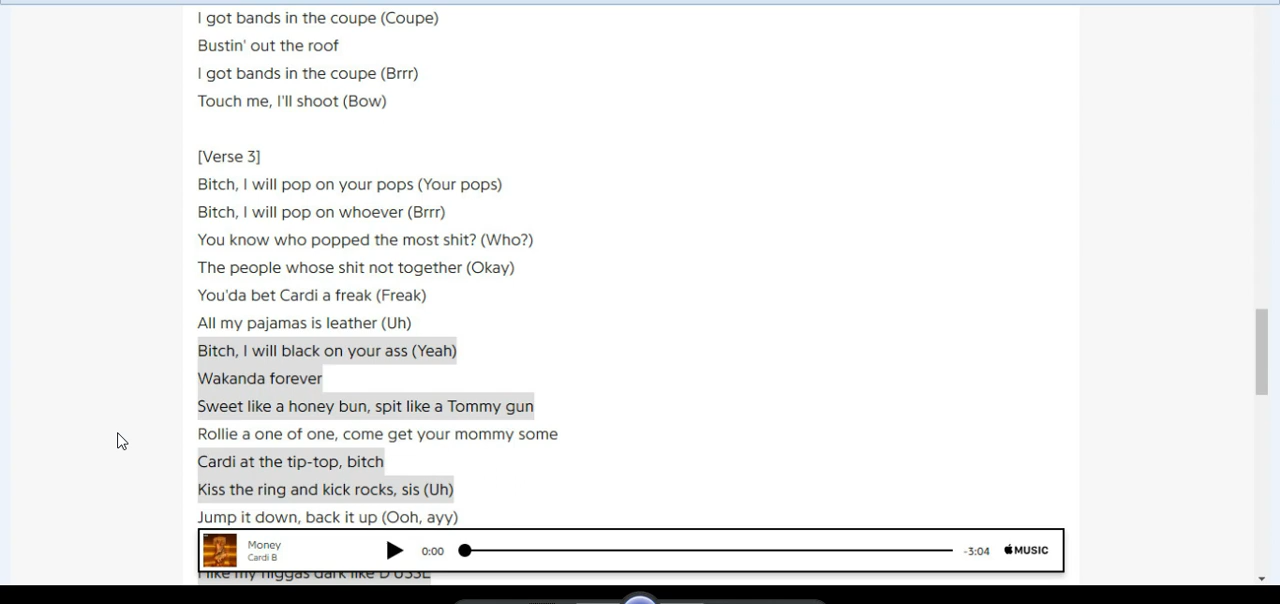 I got bands in the coupe (Coupe)
Bustin' out the roof
I got bands in the coupe (Brrr)
Touch me, I'll shoot (Bow)
[Verse 3]
Bitch, I will pop on your pops (Your pops)
Bitch, I will pop on whoever (Brrr)
You know who popped the most shit? (Who?)
The people whose shit not together (Okay)
You'da bet Cardi a freak (Freak)
All my pajamas is leather (Uh)
Bitch, I will black on your ass (Yeah)
Wakanda forever
Sweet like a honey bun, spit like a Tommy gun
Rollie a one of one, come get your mommy some
Cardi at the tip-top, bitch
Kiss the ring and kick rocks, sis (Uh)
Jump it down, back it up (Ooh, ayy)
Money
Cardi B
0:00
-3:04
MUSIC
I like my niggas dark like D'USSÉ